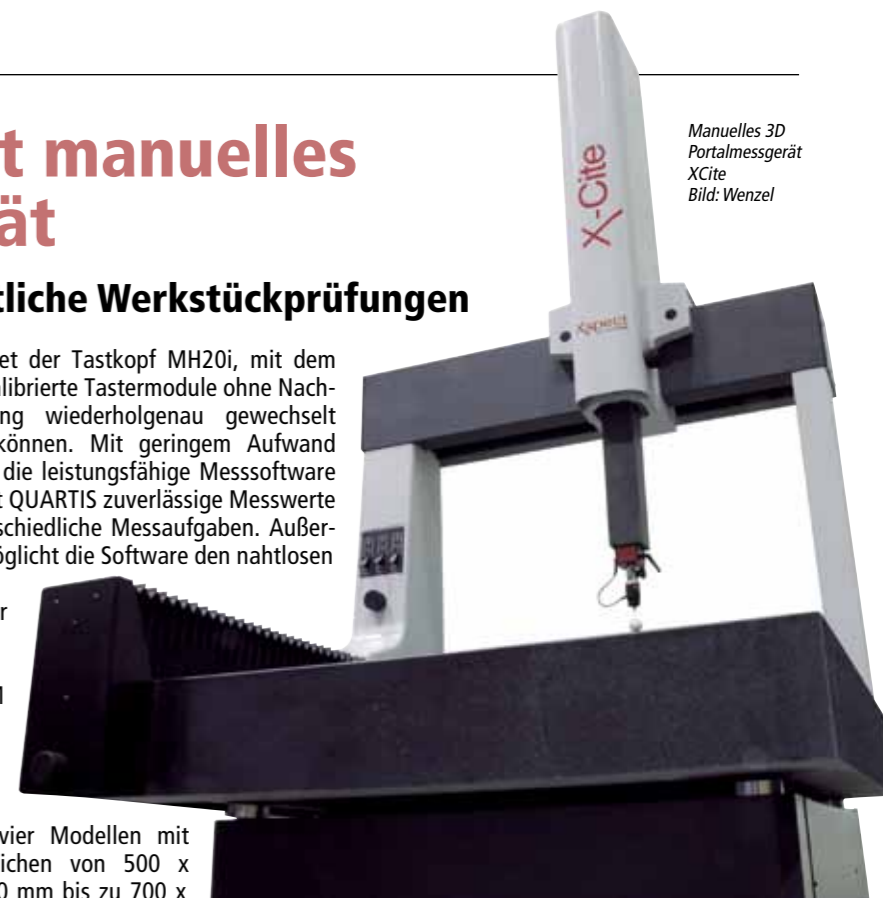 t manuelles
ät
tliche Werkstückprüfungen
et der Tastkopf MH20i, mit dem
alibrierte Tastermodule ohne Nach-
ng wiederholgenau gewechselt
können. Mit geringem Aufwand
die leistungsfähige Messsoftware
t QUARTIS zuverlässige Messwerte
schiedliche Messaufgaben. Außer-
öglicht die Software den nahtlosen
r
vier Modellen mit
ichen von 500 x
0 mm bis zu 700 x
Manuelles 3D
Portalmessgerät
XCite
Bild: Wenzel
X-Cite